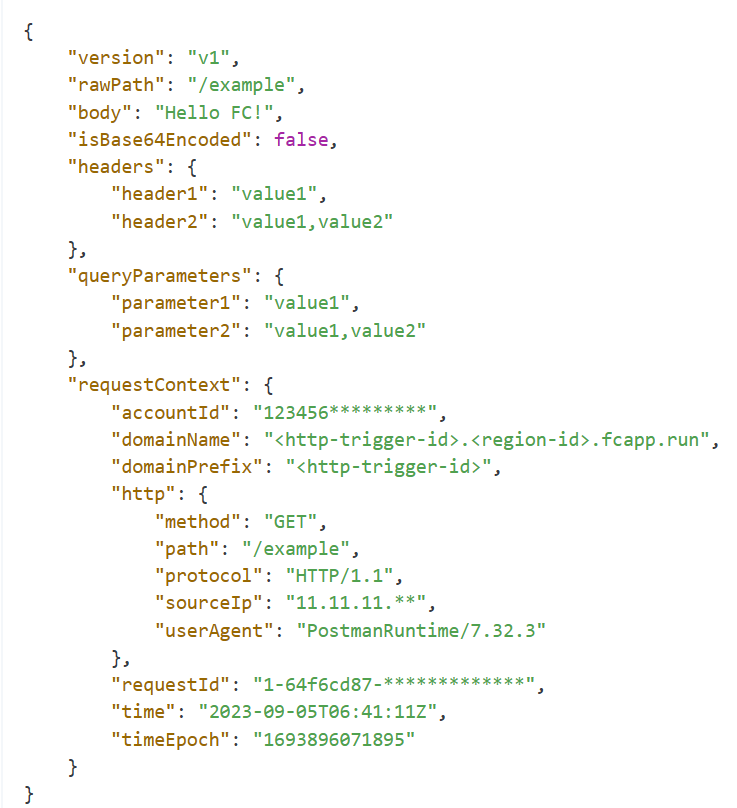 {
    "version": "v1",
    "rawPath": "/example",
    "body": "Hello FC!",
    "isBase64Encoded": false,
    "headers": {
        "header1": "value1",
        "header2": "value1,value2"
    },
    "queryParameters": {
        "parameter1": "value1",
        "parameter2": "value1,value2"
    },
    "requestContext": {
        "accountId": "123456*********",
        "domainName": "<http-trigger-id>.<region-id>.fcapp.run",
        "domainPrefix": "<http-trigger-id>",
        "http": {
            "method": "GET",
            "path": "/example",
            "protocol": "HTTP/1.1",
            "sourceIp": "11.11.11.**",
            "userAgent": "PostmanRuntime/7.32.3"
        },
        "requestId": "1-64f6cd87-*************",
        "time": "2023-09-05T06:41:11Z",
        "timeEpoch": "1693896071895"
    }
}